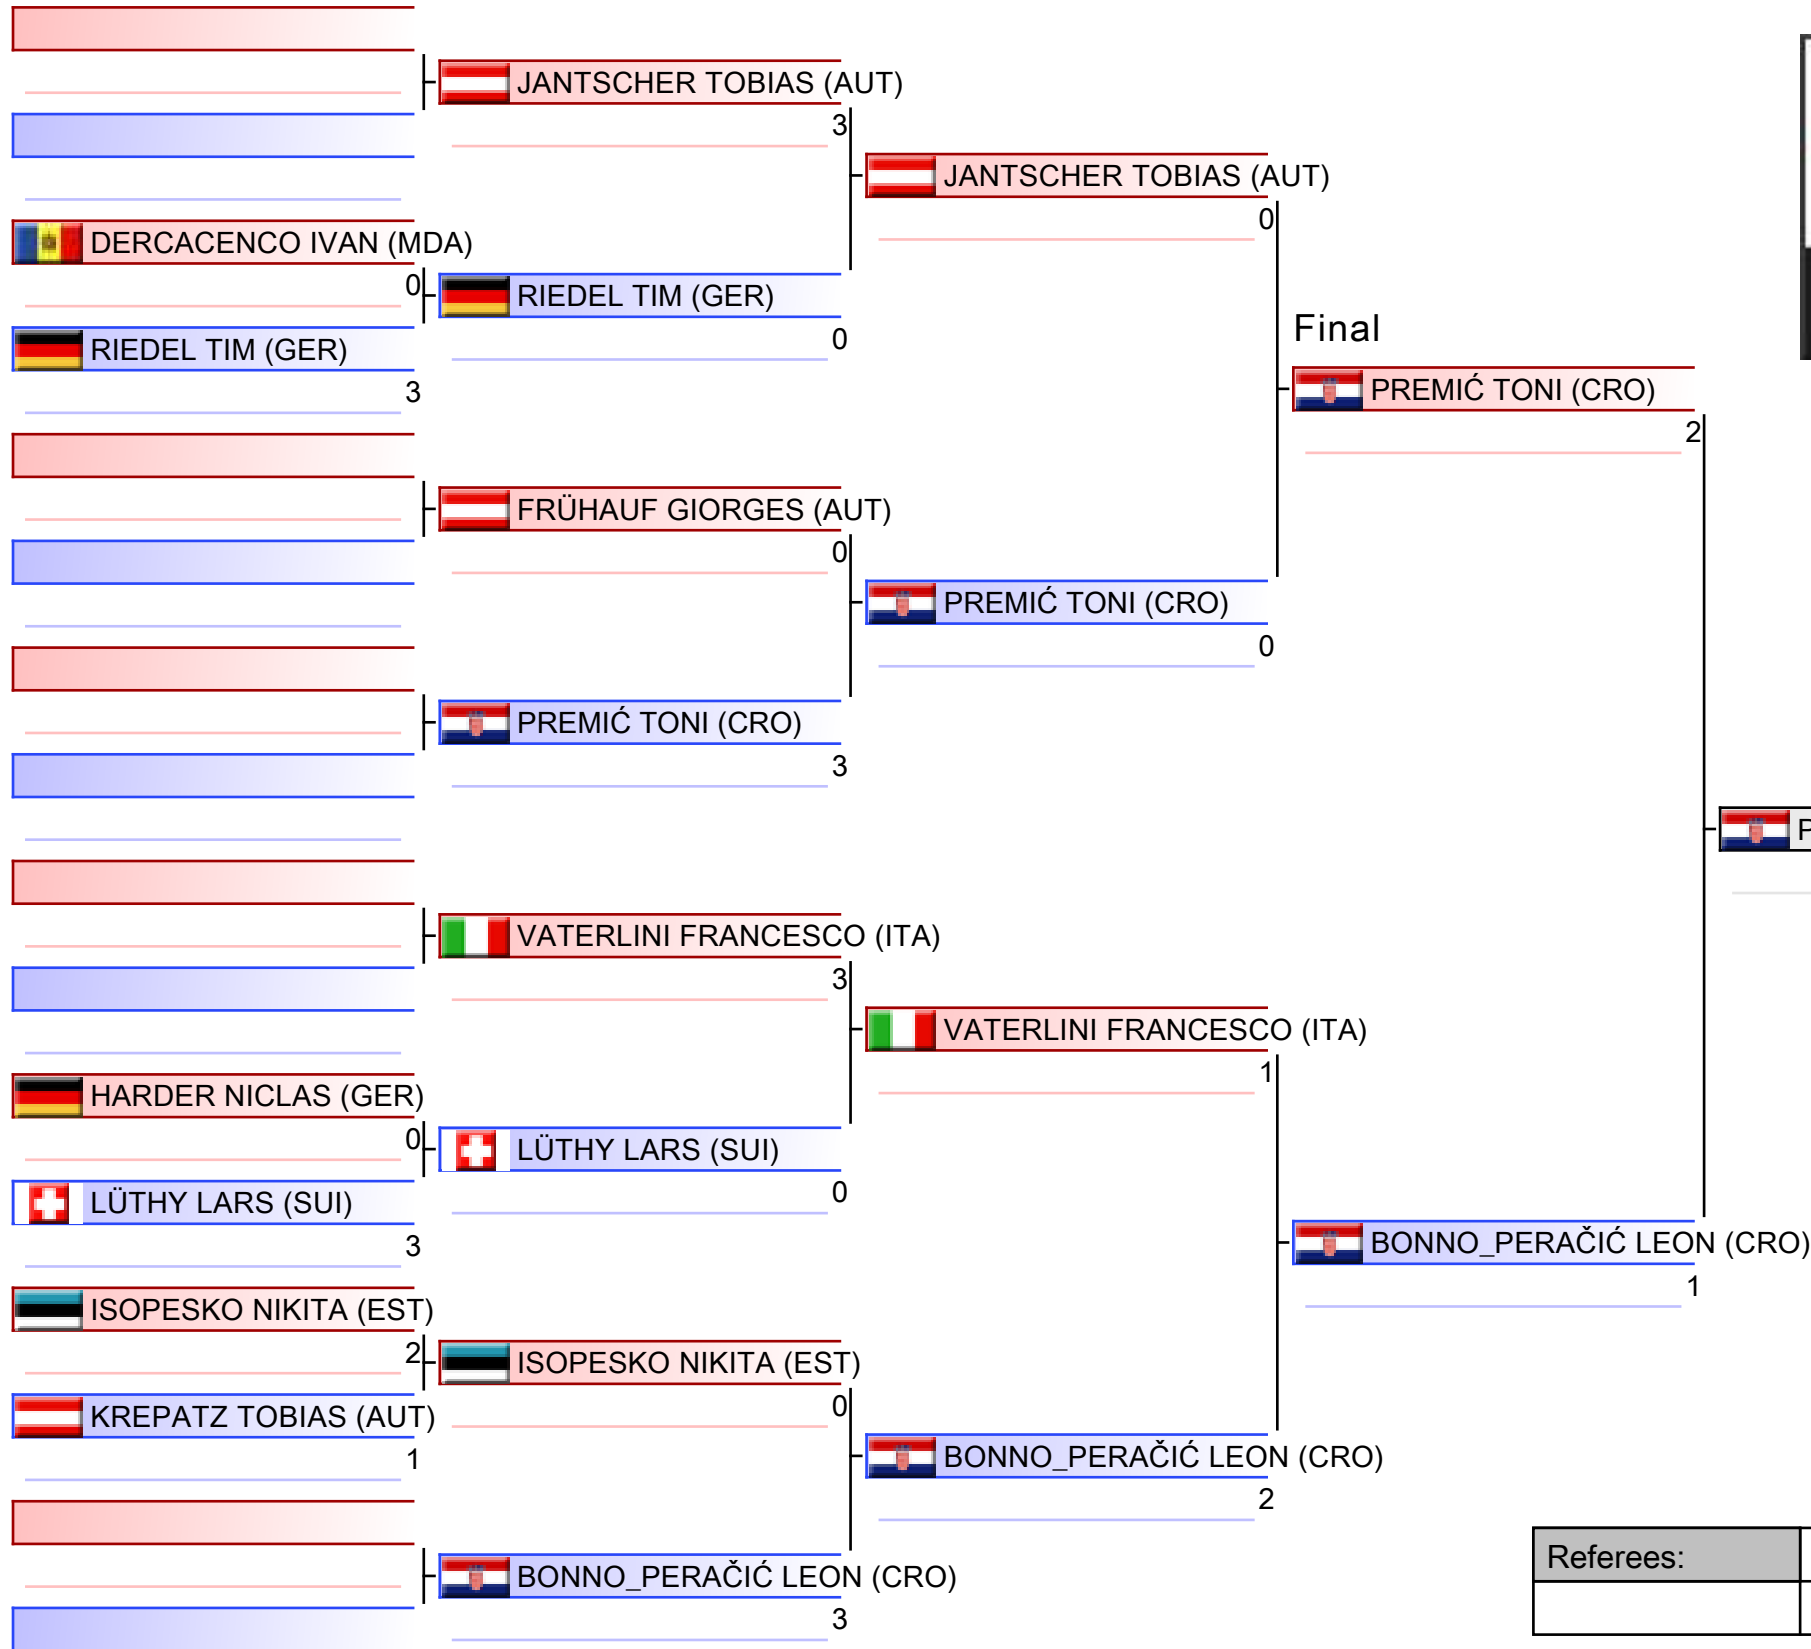 JANTSCHER TOBIAS (AUT)
3
JANTSCHER TOBIAS (AUT)
0
DERCACENCO IVAN (MDA)
0
RIEDEL TIM (GER)
0
RIEDEL TIM (GER)
3
Final
PREMIĆ TONI (CRO)
2
FRÜHAUF GIORGES (AUT)
0
PREMIĆ TONI (CRO)
0
PREMIĆ TONI (CRO)
3
P
VATERLINI FRANCESCO (ITA)
3
VATERLINI FRANCESCO (ITA)
1
HARDER NICLAS (GER)
0
LÜTHY LARS (SUI)
0
LÜTHY LARS (SUI)
3
BONNO_PERAČIĆ LEON (CRO)
1
ISOPESKO NIKITA (EST)
2
ISOPESKO NIKITA (EST)
0
KREPATZ TOBIAS (AUT)
1
BONNO_PERAČIĆ LEON (CRO)
2
BONNO_PERAČIĆ LEON (CRO)
3
Referees: